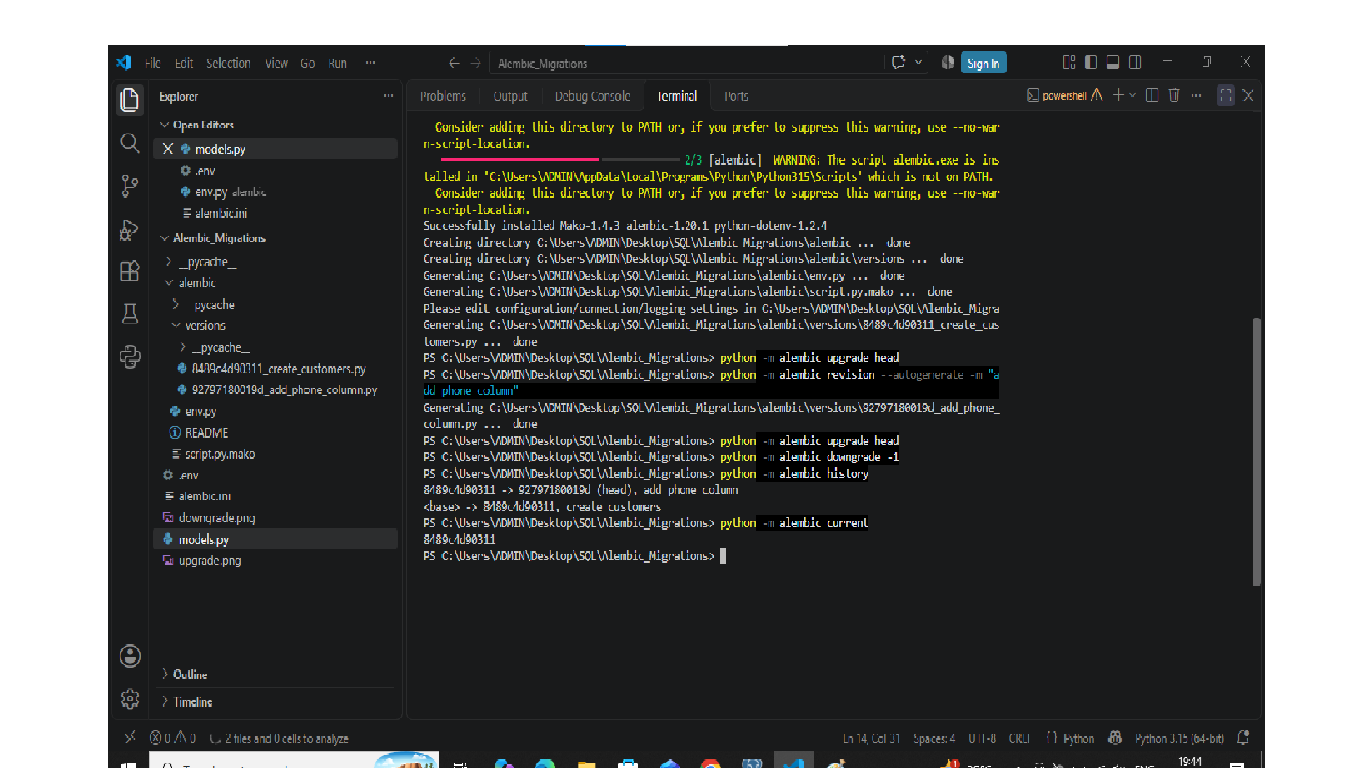 File Edit Selection View Go Run ...
Alembic_Migrations
Sign In
Explorer
Open Editors
models.py
.env
env.py alembic
alembic.ini
Alembic_Migrations
__pycache__
alembic
__pycache__
versions
__pycache__
8489c4d90311_create_customers.py
92797180019d_add_phone_column.py
env.py
README
script.py.mako
.env
alembic.ini
downgrade.png
models.py
upgrade.png
Outline
Timeline
Problems Output Debug Console Terminal Ports
powershell
Consider adding this directory to PATH or, if you prefer to suppress this warning, use --no-war
n-script-location.
2/3 [alembic] WARNING: The script alembic.exe is ins
talled in 'C:\Users\ADMIN\AppData\Local\Programs\Python\Python315\Scripts' which is not on PATH.
Consider adding this directory to PATH or, if you prefer to suppress this warning, use --no-war
n-script-location.
Successfully installed Mako-1.4.3 alembic-1.20.1 python-dotenv-1.2.4
Creating directory C:\Users\ADMIN\Desktop\SQL\Alembic_Migrations\alembic ... done
Creating directory C:\Users\ADMIN\Desktop\SQL\Alembic_Migrations\alembic\versions ... done
Generating C:\Users\ADMIN\Desktop\SQL\Alembic_Migrations\alembic\env.py ... done
Generating C:\Users\ADMIN\Desktop\SQL\Alembic_Migrations\alembic\script.py.mako ... done
Please edit configuration/connection/logging settings in C:\Users\ADMIN\Desktop\SQL\Alembic_Migra
Generating C:\Users\ADMIN\Desktop\SQL\Alembic_Migrations\alembic\versions\8489c4d90311_create_cus
tomers.py ... done
PS C:\Users\ADMIN\Desktop\SQL\Alembic_Migrations> python -m alembic upgrade head
PS C:\Users\ADMIN\Desktop\SQL\Alembic_Migrations> python -m alembic revision --autogenerate -m "a
dd phone column"
Generating C:\Users\ADMIN\Desktop\SQL\Alembic_Migrations\alembic\versions\92797180019d_add_phone_
column.py ... done
PS C:\Users\ADMIN\Desktop\SQL\Alembic_Migrations> python -m alembic upgrade head
PS C:\Users\ADMIN\Desktop\SQL\Alembic_Migrations> python -m alembic downgrade -1
PS C:\Users\ADMIN\Desktop\SQL\Alembic_Migrations> python -m alembic history
8489c4d90311 -> 92797180019d (head), add phone column
<base> -> 8489c4d90311, create customers
PS C:\Users\ADMIN\Desktop\SQL\Alembic_Migrations> python -m alembic current
8489c4d90311
PS C:\Users\ADMIN\Desktop\SQL\Alembic_Migrations>
0 0 2 files and 0 cells to analyze
Ln 14, Col 31 Spaces: 4 UTF-8 CRLF Python Python 3.15 (64-bit)
19:44